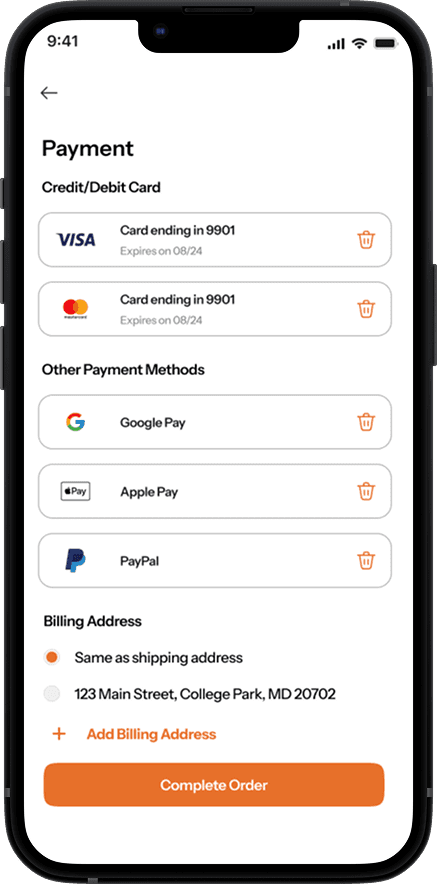 9:41
Payment
Credit/Debit Card
VISA
Card ending in 9901
Expires on 08/24
mastercard
Card ending in 9901
Expires on 08/24
Other Payment Methods
G
Google Pay
Pay
Apple Pay
PayPal
Billing Address
Same as shipping address
123 Main Street, College Park, MD 20702
+ Add Billing Address
Complete Order